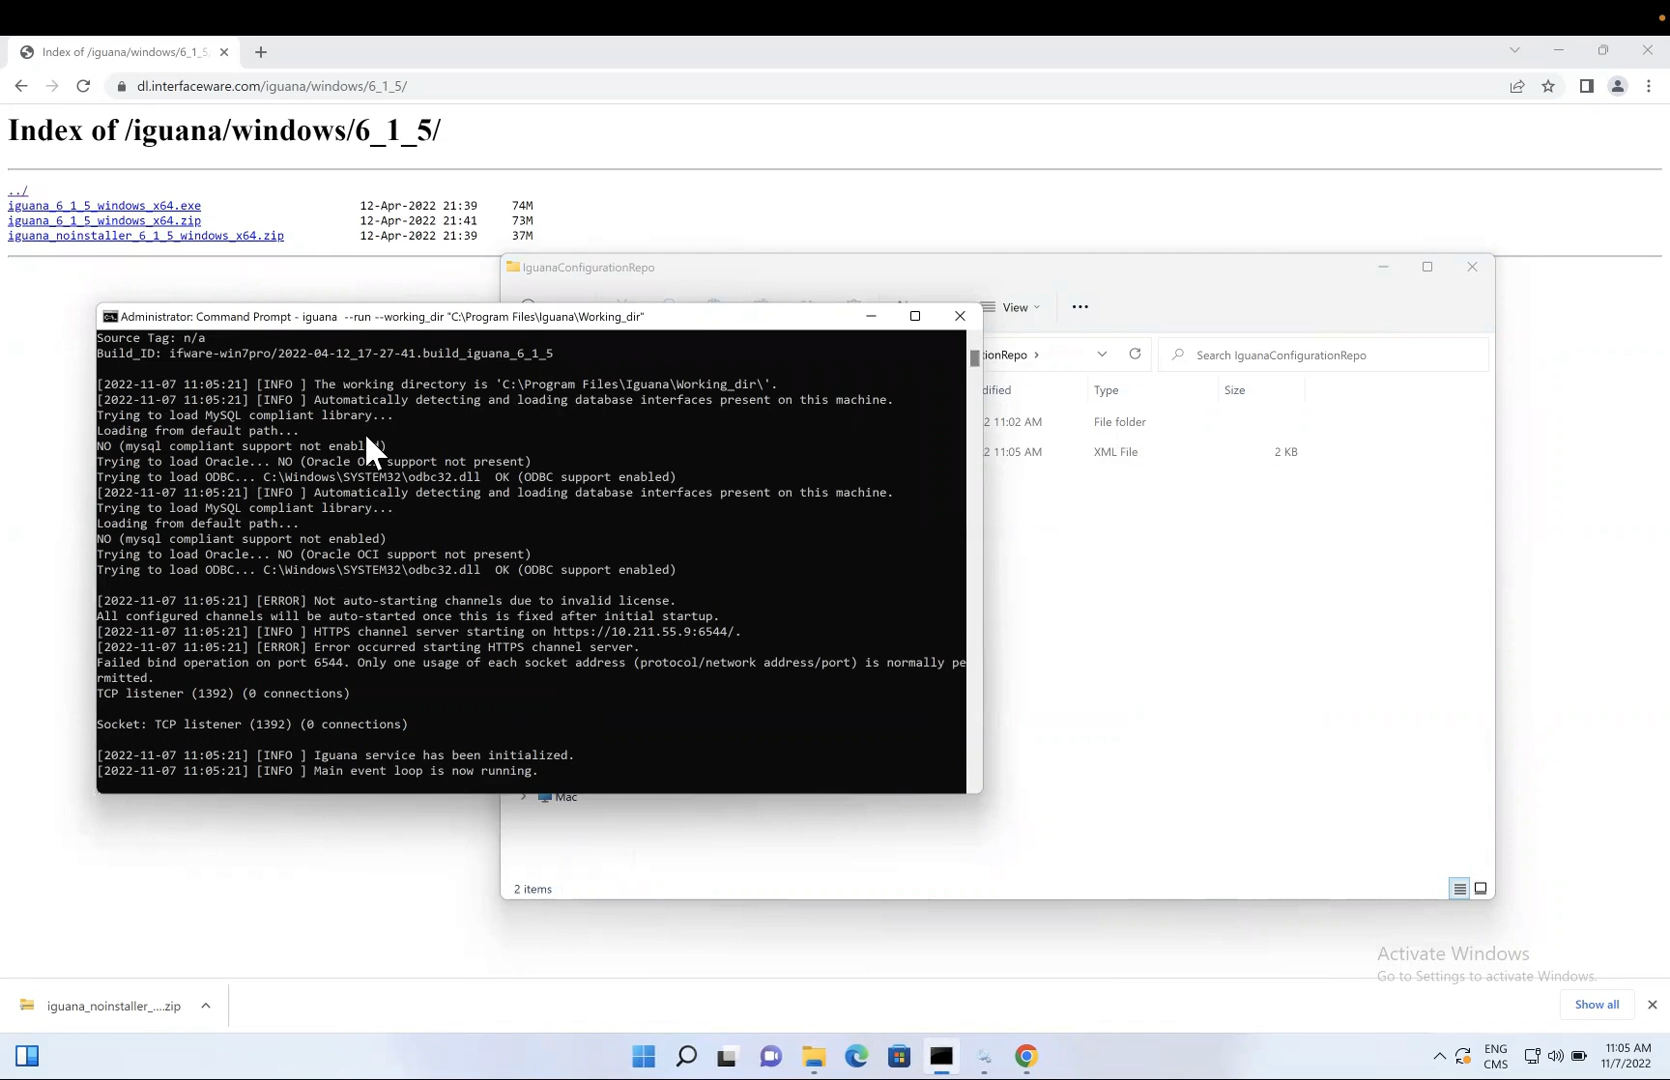 Index of /iguana/windows/6_1_5/
dl.interfaceware.com/iguana/windows/6_1_5/
Index of /iguana/windows/6_1_5/
../
iguana_6_1_5_windows_x64.exe 12-Apr-2022 21:39 74M
iguana_6_1_5_windows_x64.zip 12-Apr-2022 21:41 73M
iguana_noinstaller_6_1_5_windows_x64.zip 12-Apr-2022 21:39 37M
IguanaConfigurationRepo
View
Administrator: Command Prompt - iguana --run --working_dir "C:\Program Files\Iguana\Working_dir"
Source Tag: n/a
Build_ID: ifware-win7pro/2022-04-12_17-27-41.build_iguana_6_1_5
[2022-11-07 11:05:21] [INFO ] The working directory is 'C:\Program Files\Iguana\Working_dir\'.
[2022-11-07 11:05:21] [INFO ] Automatically detecting and loading database interfaces present on this machine.
Trying to load MySQL compliant library...
Loading from default path...
NO (mysql compliant support not enabled)
Trying to load Oracle... NO (Oracle OCI support not present)
Trying to load ODBC... C:\Windows\SYSTEM32\odbc32.dll OK (ODBC support enabled)
[2022-11-07 11:05:21] [INFO ] Automatically detecting and loading database interfaces present on this machine.
Trying to load MySQL compliant library...
Loading from default path...
NO (mysql compliant support not enabled)
Trying to load Oracle... NO (Oracle OCI support not present)
Trying to load ODBC... C:\Windows\SYSTEM32\odbc32.dll OK (ODBC support enabled)
[2022-11-07 11:05:21] [ERROR] Not auto-starting channels due to invalid license.
All configured channels will be auto-started once this is fixed after initial startup.
[2022-11-07 11:05:21] [INFO ] HTTPS channel server starting on https://10.211.55.9:6544/.
[2022-11-07 11:05:21] [ERROR] Error occurred starting HTTPS channel server.
Failed bind operation on port 6544. Only one usage of each socket address (protocol/network address/port) is normally pe
rmitted.
TCP listener (1392) (0 connections)
Socket: TCP listener (1392) (0 connections)
[2022-11-07 11:05:21] [INFO ] Iguana service has been initialized.
[2022-11-07 11:05:21] [INFO ] Main event loop is now running.
tionRepo
Search IguanaConfigurationRepo
dified Type Size
2 11:02 AM File folder
2 11:05 AM XML File 2 KB
Mac
2 items
Activate Windows
Go to Settings to activate Windows.
iguana_noinstaller_....zip
Show all
ENG
CMS
11:05 AM
11/7/2022